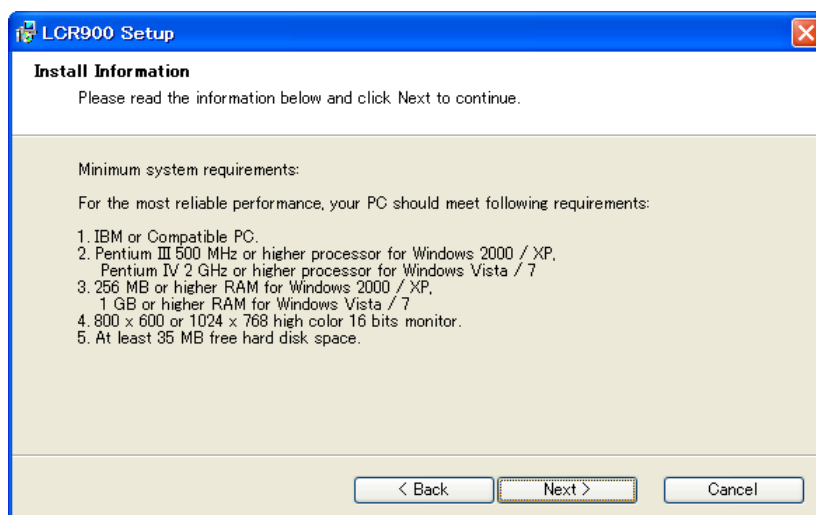 LCR900 Setup
Install Information
Please read the information below and click Next to continue.
Minimum system requirements:
For the most reliable performance, your PC should meet following requirements:
1. IBM or Compatible PC.
2. Pentium Ⅲ 500 MHz or higher processor for Windows 2000 / XP,
Pentium Ⅳ 2 GHz or higher processor for Windows Vista / 7
3. 256 MB or higher RAM for Windows 2000 / XP,
1 GB or higher RAM for Windows Vista / 7
4. 800 x 600 or 1024 x 768 high color 16 bits monitor.
5. At least 35 MB free hard disk space.
< Back Next > Cancel